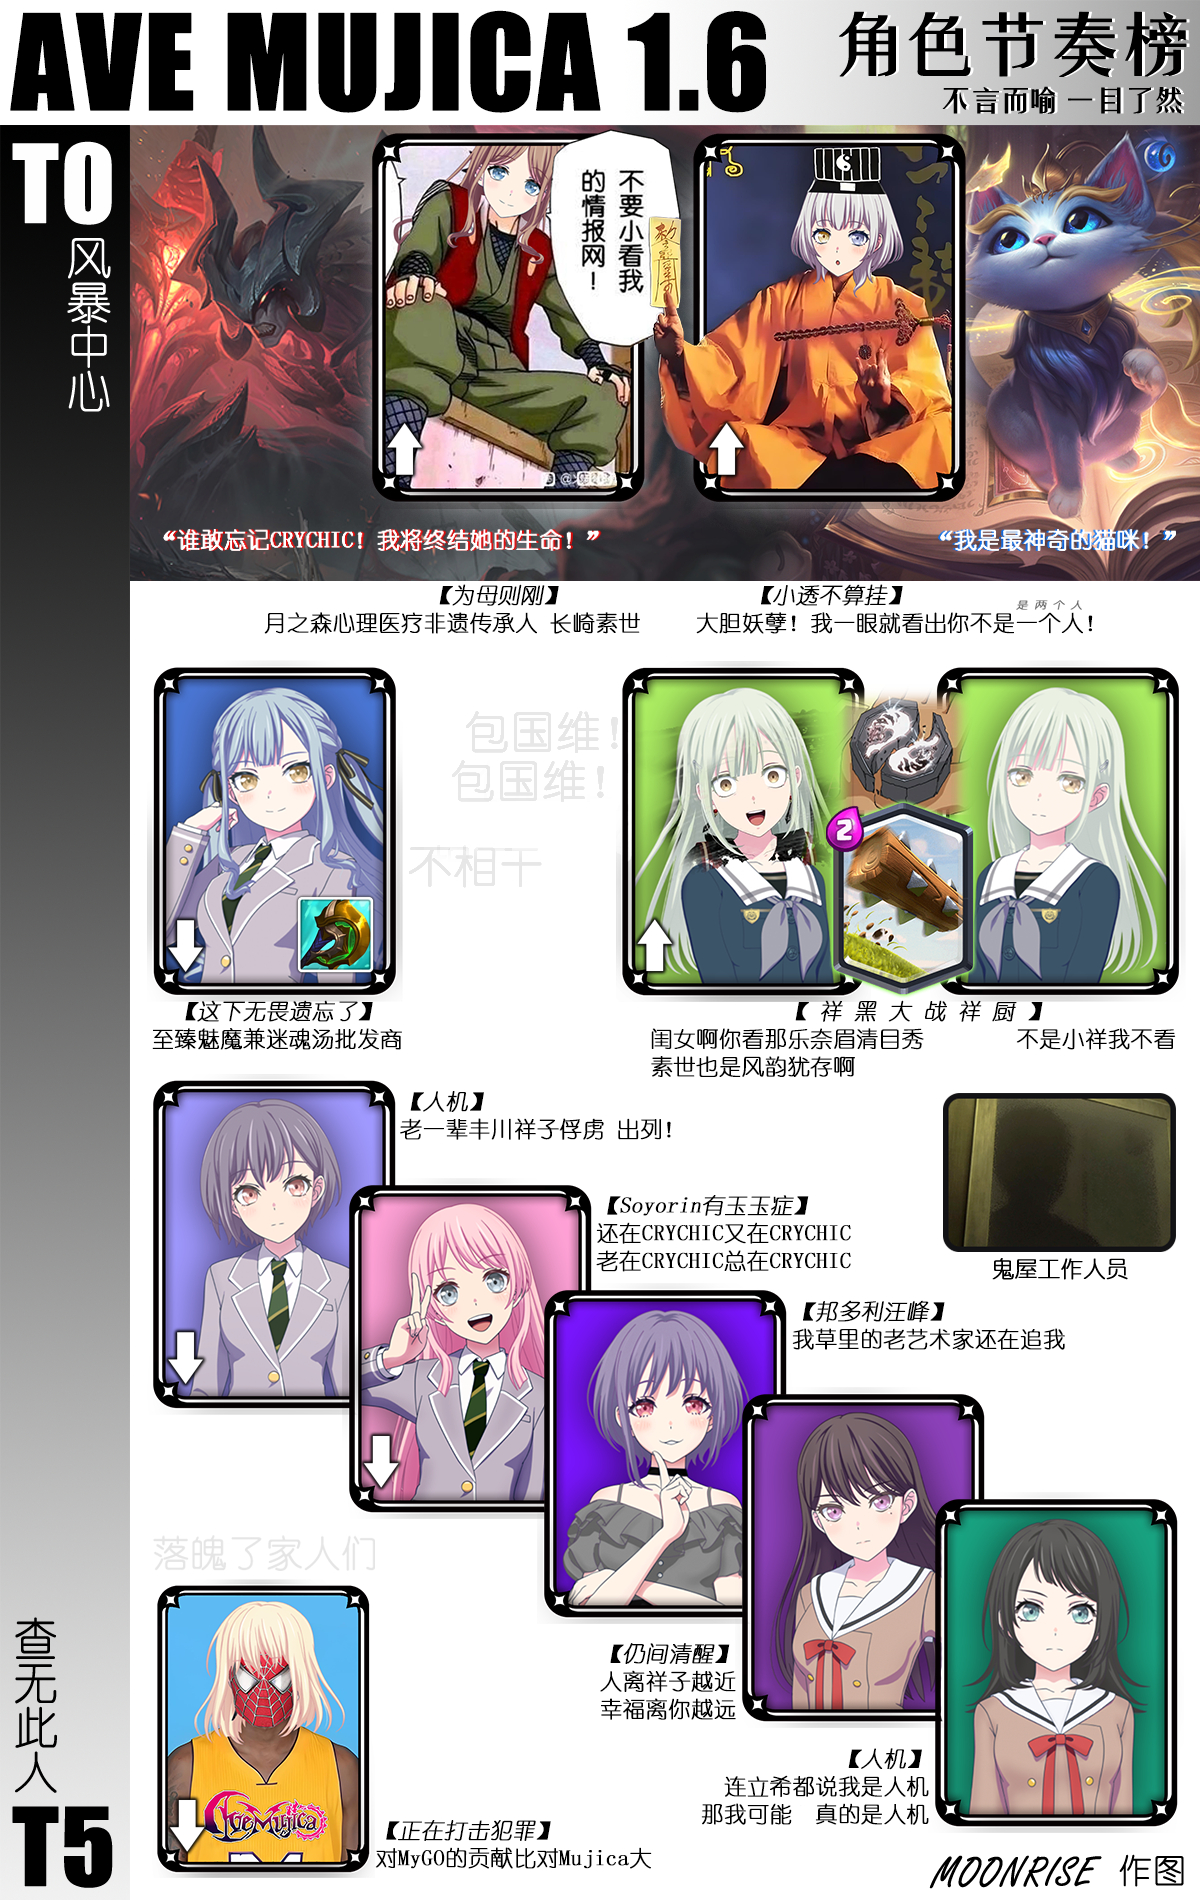 AVE MUJICA 1.6
角色节奏榜
不言而喻 一目了然
T0
风暴中心
不要小看我
的情报网！
“谁敢忘记CRYCHIC！我将终结她的生命！”
“我是最神奇的猫咪！”
【为母则刚】
月之森心理医疗非遗传承人 长崎素世
【小透不算挂】
是两个人
大胆妖孽！我一眼就看出你不是一个人！
包国维！
包国维！
不相干
2
【这下无畏遗忘了】
至臻魅魔兼迷魂汤批发商
【祥黑大战祥厨】
闺女啊你看那乐奈眉清目秀
素世也是风韵犹存啊
不是小祥我不看
【人机】
老一辈丰川祥子俘虏 出列！
【Soyorin有玉玉症】
还在CRYCHIC又在CRYCHIC
老在CRYCHIC总在CRYCHIC
鬼屋工作人员
【邦多利汪峰】
我草里的老艺术家还在追我
落魄了家人们
【仍间清醒】
人离祥子越近
幸福离你越远
【人机】
连立希都说我是人机
那我可能 真的是人机
AveMujica
【正在打击犯罪】
对MyGO的贡献比对Mujica大
查无此人
T5
MOONRISE 作图